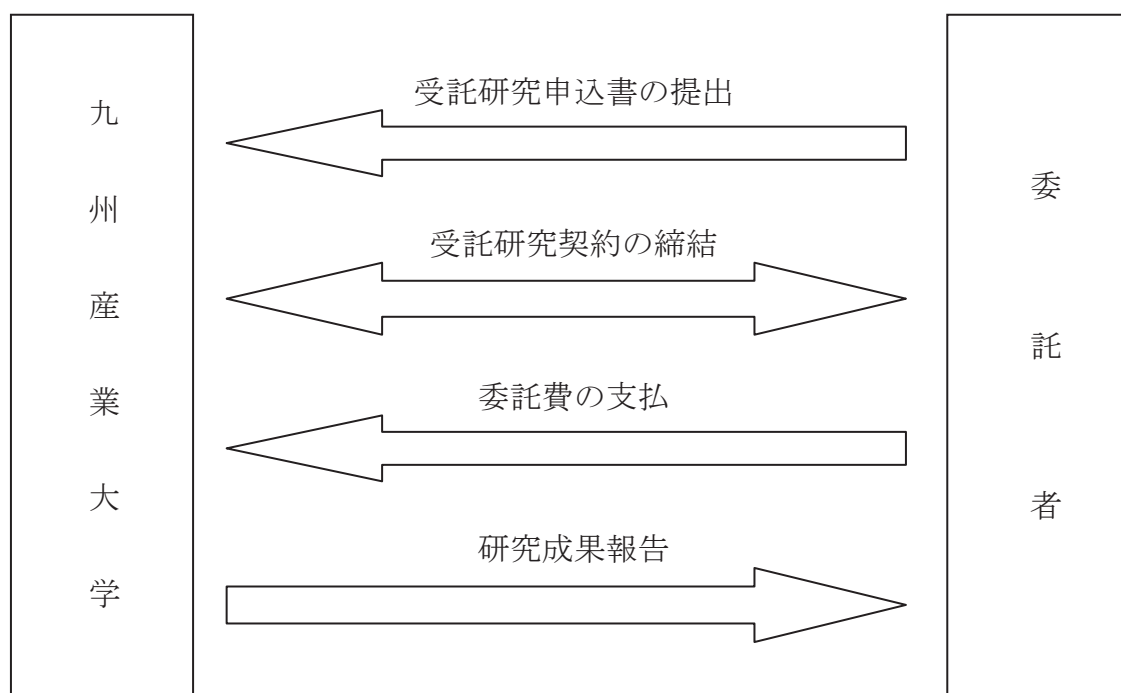 九州産業大学
受託研究申込書の提出
受託研究契約の締結
委託費の支払
研究成果報告
委託者